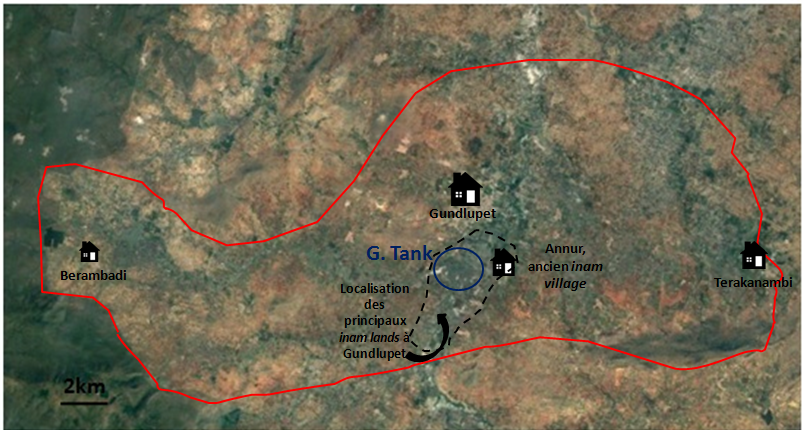 Gundlupet
G. Tank
Annur,
ancien inam
village
Berambadi
Terakanambi
Localisation
des
principaux
inam lands à
Gundlupet
2km